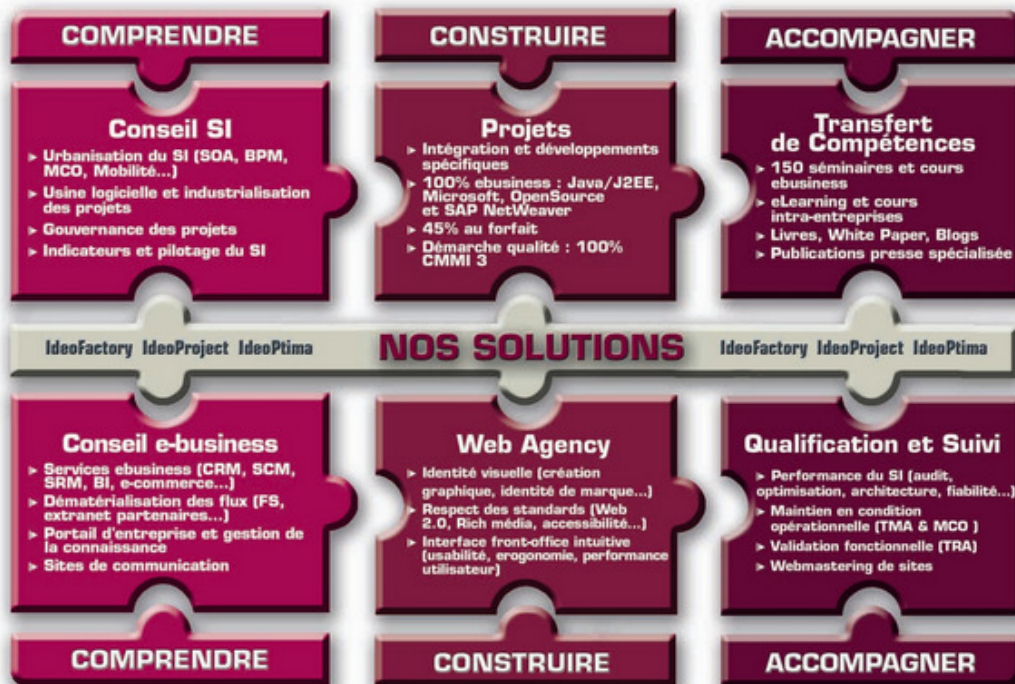 COMPRENDRE
CONSTRUIRE
ACCOMPAGNER
Conseil SI
➤ Urbanisation du SI (SOA, BPM,
MCO, Mobilité...)
➤ Usine logicielle et industrialisation
des projets
➤ Gouvernance des projets
➤ Indicateurs et pilotage du SI
Projets
➤ Intégration et développements
spécifiques
➤ 100% ebusiness : Java/J2EE,
Microsoft, OpenSource
et SAP NetWeaver
➤ 45% au forfait
➤ Démarche qualité : 100%
CMMI 3
Transfert
de Compétences
➤ 150 séminaires et cours
ebusiness
➤ eLearning et cours
intra-entreprises
➤ Livres, White Paper, Blogs
➤ Publications presse spécialisée
IdeoFactory IdeoProject IdeoPtima
NOS SOLUTIONS
IdeoFactory IdeoProject IdeoPtima
Conseil e-business
➤ Services ebusiness (CRM, SCM,
SRM, BI, e-commerce...)
➤ Dématérialisation des flux (FS,
extranet partenaires...)
➤ Portail d'entreprise et gestion de
la connaissance
➤ Sites de communication
Web Agency
➤ Identité visuelle (création
graphique, identité de marque...)
➤ Respect des standards (Web
2.0, Rich média, accessibilité...)
➤ Interface front-office intuitive
(usabilité, erogonomie, performance
utilisateur)
Qualification et Suivi
➤ Performance du SI (audit,
optimisation, architecture, fiabilité...)
➤ Maintien en condition
opérationnelle (TMA & MCO )
➤ Validation fonctionnelle (TRA)
➤ Webmastering de sites
COMPRENDRE
CONSTRUIRE
ACCOMPAGNER